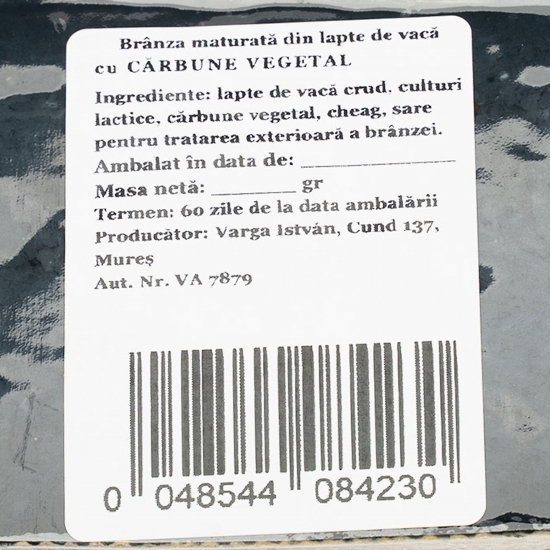 Brânza maturată din lapte de vacă
cu CĂRBUNE VEGETAL
Ingrediente: lapte de vacă crud, culturi
lactice, cărbune vegetal, cheag, sare
pentru tratarea exterioară a brânzei.
Ambalat în data de: ____________________
Masa netă: __________ gr
Termen: 60 zile de la data ambalării
Producător: Varga István, Cund 137,
Mureș
Aut. Nr. VA 7879
0 048544 084230